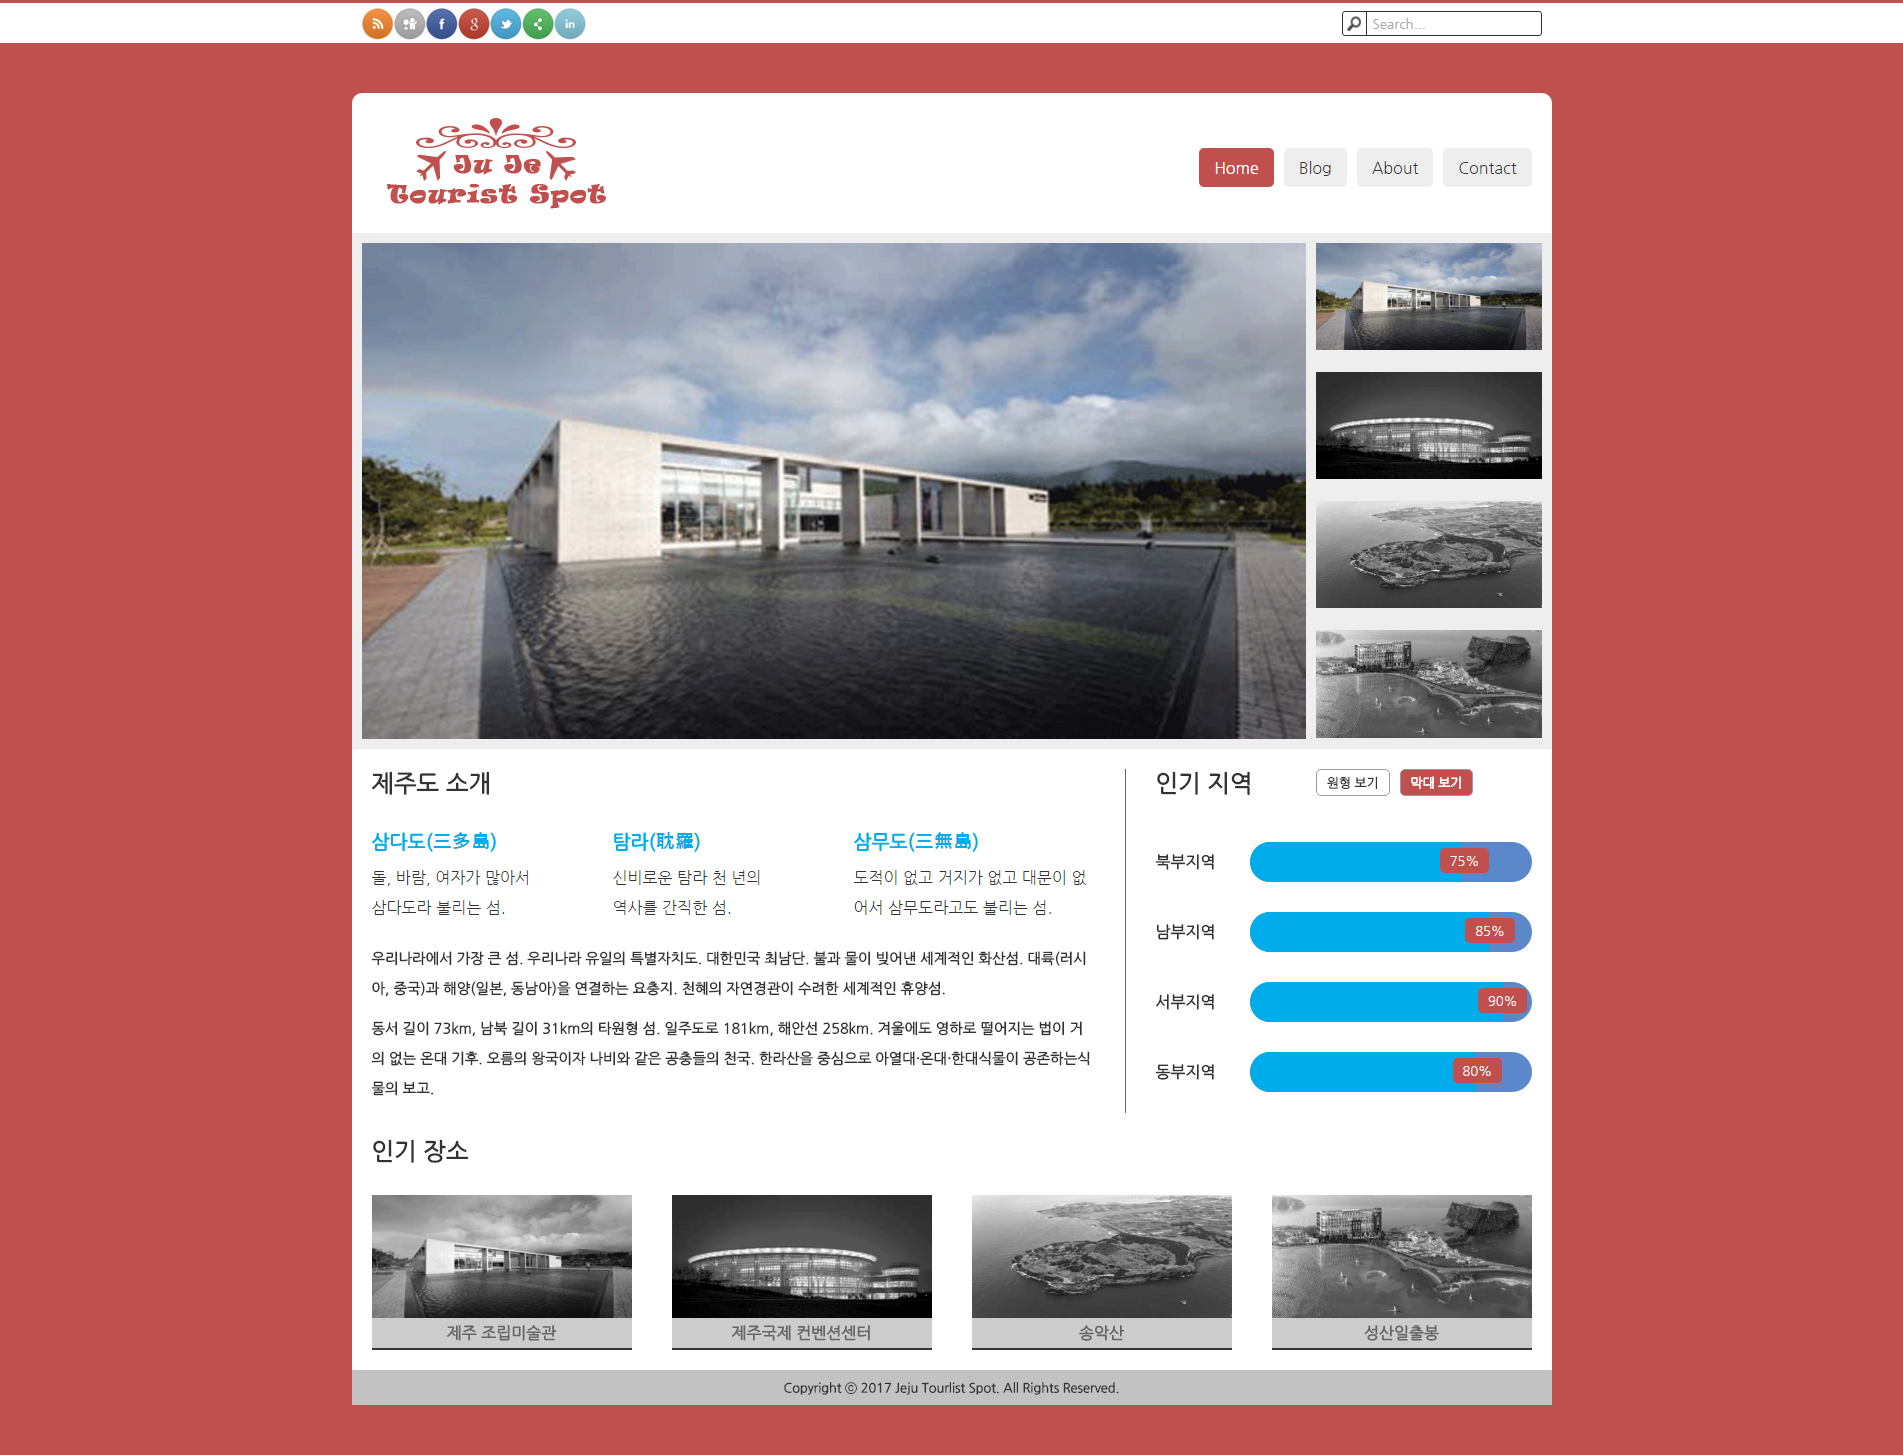 Search...
Ju Je
Tourist Spot
Home
Blog
About
Contact
제주도 소개
삼다도(三多島)
돌, 바람, 여자가 많아서
삼다도라 불리는 섬.
탐라(耽羅)
신비로운 탐라 천 년의
역사를 간직한 섬.
삼무도(三無島)
도적이 없고 거지가 없고 대문이 없
어서 삼무도라고도 불리는 섬.
우리나라에서 가장 큰 섬. 우리나라 유일의 특별자치도. 대한민국 최남단. 불과 물이 빚어낸 세계적인 화산섬. 대륙(러시
아, 중국)과 해양(일본, 동남아)을 연결하는 요충지. 천혜의 자연경관이 수려한 세계적인 휴양섬.
동서 길이 73km, 남북 길이 31km의 타원형 섬. 일주도로 181km, 해안선 258km. 겨울에도 영하로 떨어지는 법이 거
의 없는 온대 기후. 오름의 왕국이자 나비와 같은 곤충들의 천국. 한라산을 중심으로 아열대·온대·한대식물이 공존하는식
물의 보고.
인기 지역
원형 보기
막대 보기
북부지역
75%
남부지역
85%
서부지역
90%
동부지역
80%
인기 장소
제주 조립미술관
제주국제 컨벤션센터
송악산
성산일출봉
Copyright ⓒ 2017 Jeju Tourlist Spot. All Rights Reserved.